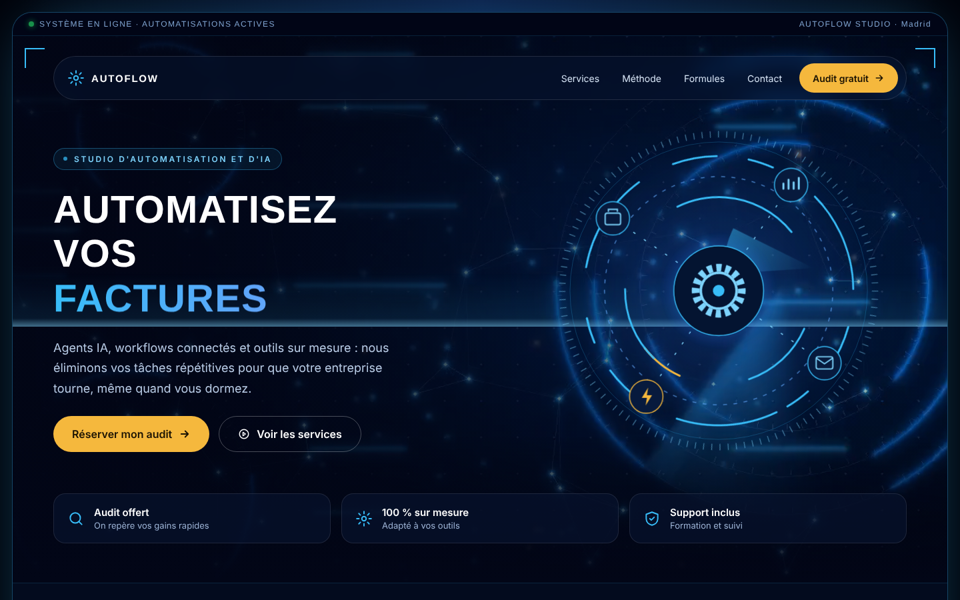 SYSTÈME EN LIGNE · AUTOMATISATIONS ACTIVES
AUTOFLOW STUDIO · Madrid
AUTOFLOW
Services
Méthode
Formules
Contact
Audit gratuit →
STUDIO D'AUTOMATISATION ET D'IA
AUTOMATISEZ
VOS
FACTURES
Agents IA, workflows connectés et outils sur mesure : nous
éliminons vos tâches répétitives pour que votre entreprise
tourne, même quand vous dormez.
Réserver mon audit →
Voir les services
Audit offert
On repère vos gains rapides
100 % sur mesure
Adapté à vos outils
Support inclus
Formation et suivi